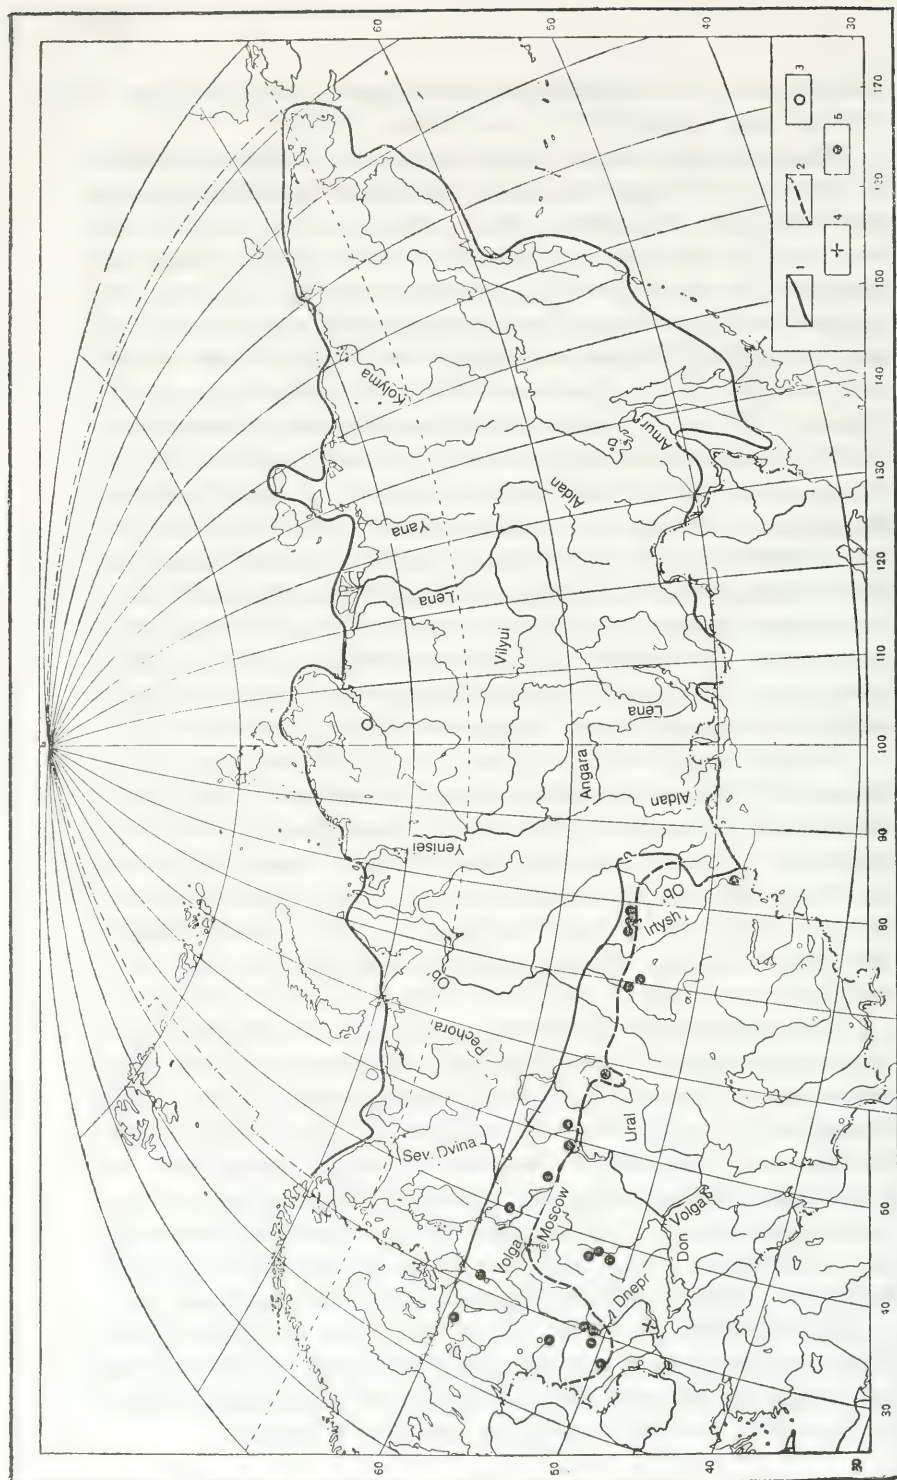 60
50
40
30
170
160
150
140
130
120
110
100
90
80
60
40
30
60
50
40
30
1
2
3
4
5
Kolyma
Yana
Lena
Vilyui
Aldan
Amur
Lena
Angara
Aldan
Yenisei
Ob
Irtysh
Ob
Pechora
Sev. Dvina
Ural
Volga
Moscow
Volga
Don
Dnepr